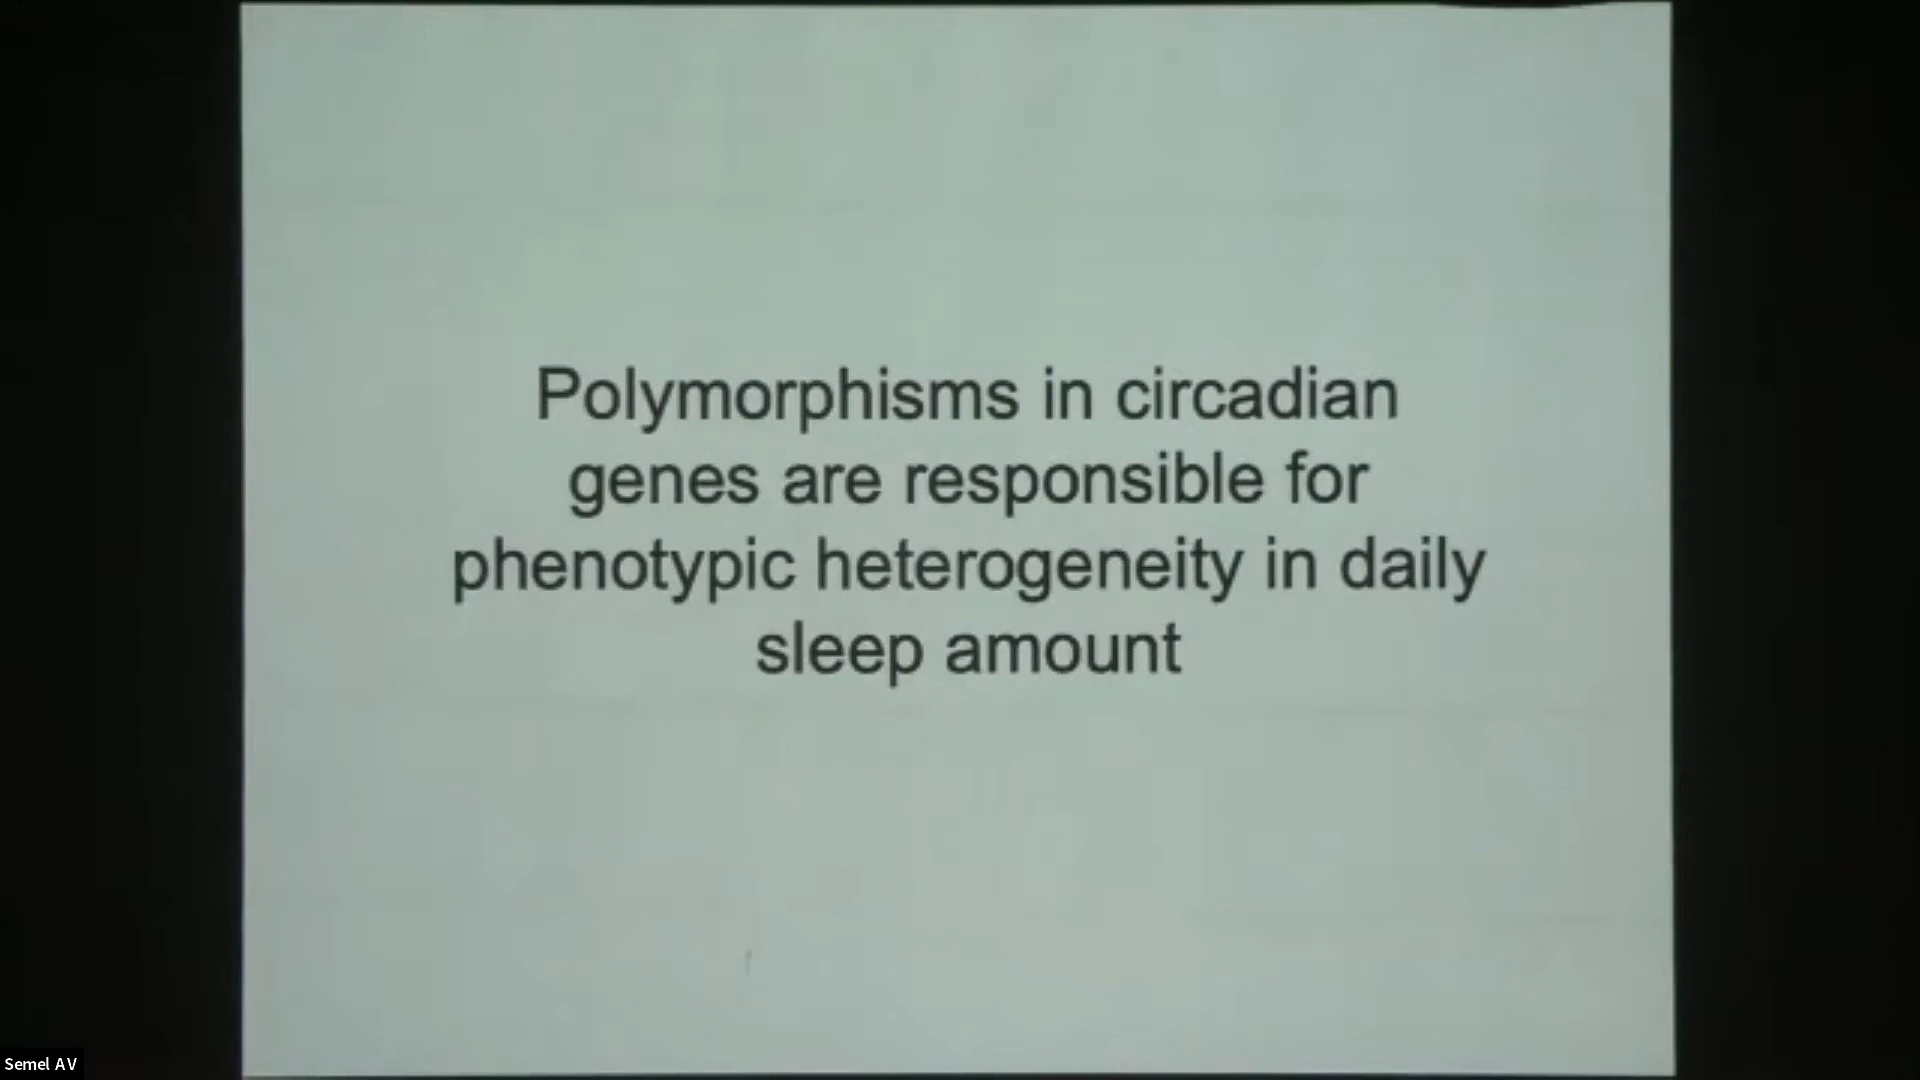 Polymorphisms in circadian
genes are responsible for
phenotypic heterogeneity in daily
sleep amount
Semel AV